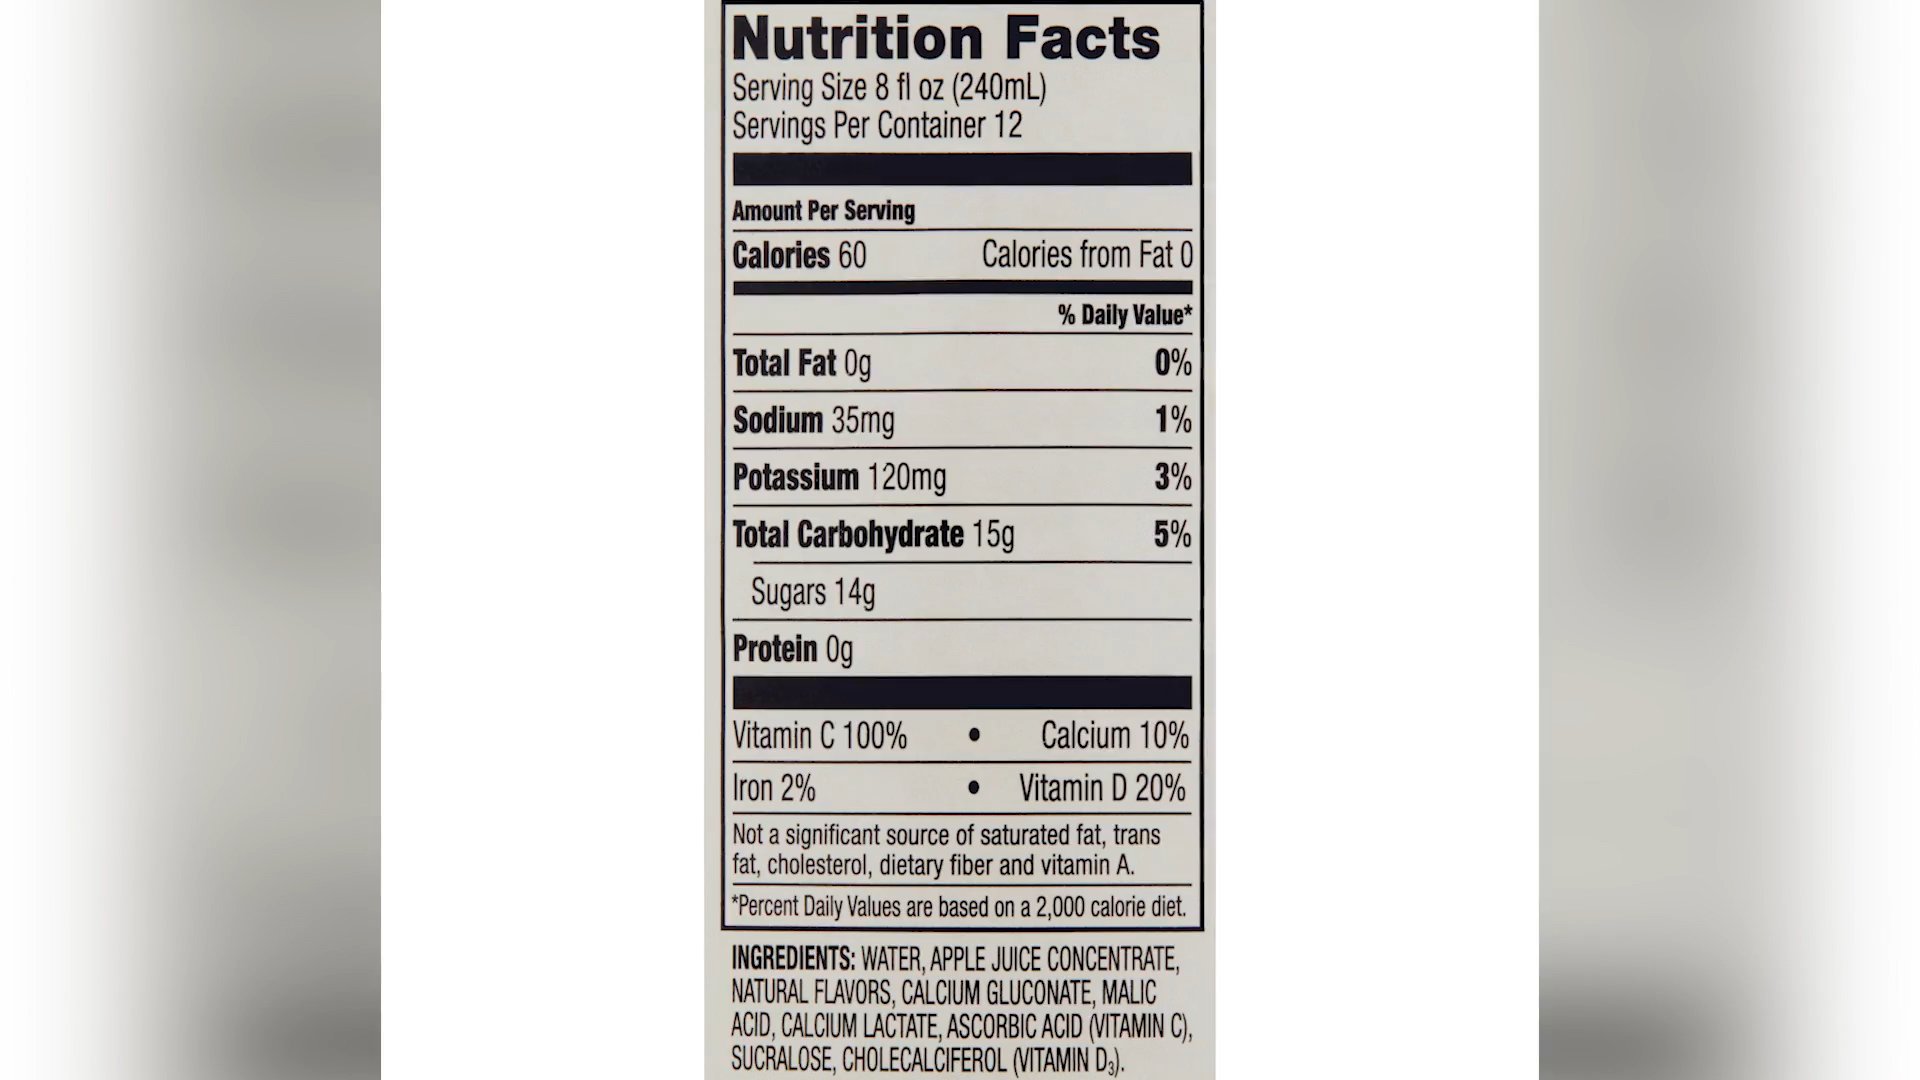 Nutrition Facts
Serving Size 8 fl oz (240mL)
Servings Per Container 12
Amount Per Serving
Calories 60 Calories from Fat 0
% Daily Value*
Total Fat 0g 0%
Sodium 35mg 1%
Potassium 120mg 3%
Total Carbohydrate 15g 5%
Sugars 14g
Protein 0g
Vitamin C 100% • Calcium 10%
Iron 2% • Vitamin D 20%
Not a significant source of saturated fat, trans
fat, cholesterol, dietary fiber and vitamin A.
*Percent Daily Values are based on a 2,000 calorie diet.
INGREDIENTS: WATER, APPLE JUICE CONCENTRATE,
NATURAL FLAVORS, CALCIUM GLUCONATE, MALIC
ACID, CALCIUM LACTATE, ASCORBIC ACID (VITAMIN C),
SUCRALOSE, CHOLECALCIFEROL (VITAMIN D₃).